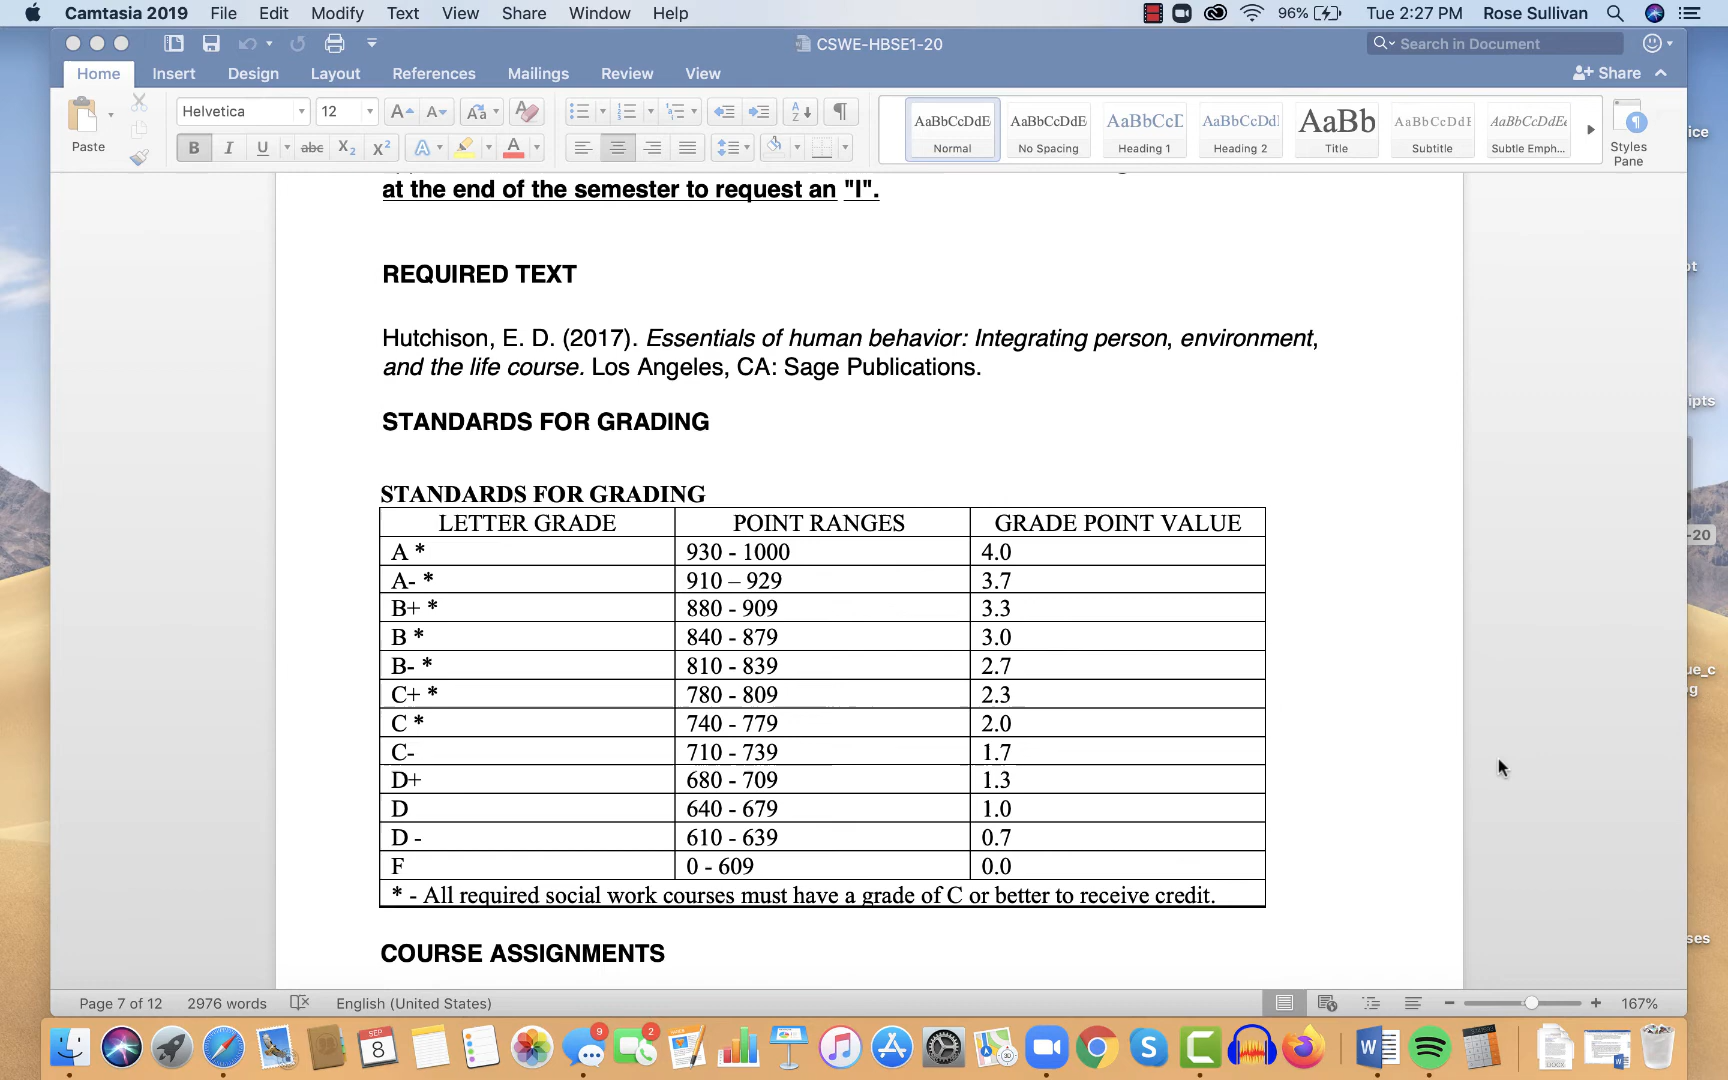 Camtasia 2019 File Edit Modify Text View Share Window Help 96% Tue 2:27 PM Rose Sullivan
CSWE-HBSE1-20 Search in Document
Home Insert Design Layout References Mailings Review View Share
Paste Helvetica 12
AaBbCcDdE AaBbCcDdE AaBbCcD AaBbCcDdI AaBb AaBbCcDdE AaBbCcDdEe
Normal No Spacing Heading 1 Heading 2 Title Subtitle Subtle Emph... Styles Pane
at the end of the semester to request an "I".
REQUIRED TEXT
Hutchison, E. D. (2017). Essentials of human behavior: Integrating person, environment,
and the life course. Los Angeles, CA: Sage Publications.
STANDARDS FOR GRADING
STANDARDS FOR GRADING
LETTER GRADE POINT RANGES GRADE POINT VALUE
A * 930 - 1000 4.0
A- * 910 – 929 3.7
B+ * 880 - 909 3.3
B * 840 - 879 3.0
B- * 810 - 839 2.7
C+ * 780 - 809 2.3
C * 740 - 779 2.0
C- 710 - 739 1.7
D+ 680 - 709 1.3
D 640 - 679 1.0
D - 610 - 639 0.7
F 0 - 609 0.0
* - All required social work courses must have a grade of C or better to receive credit.
COURSE ASSIGNMENTS
Page 7 of 12 2976 words English (United States) 167%
SEP 8 9 2